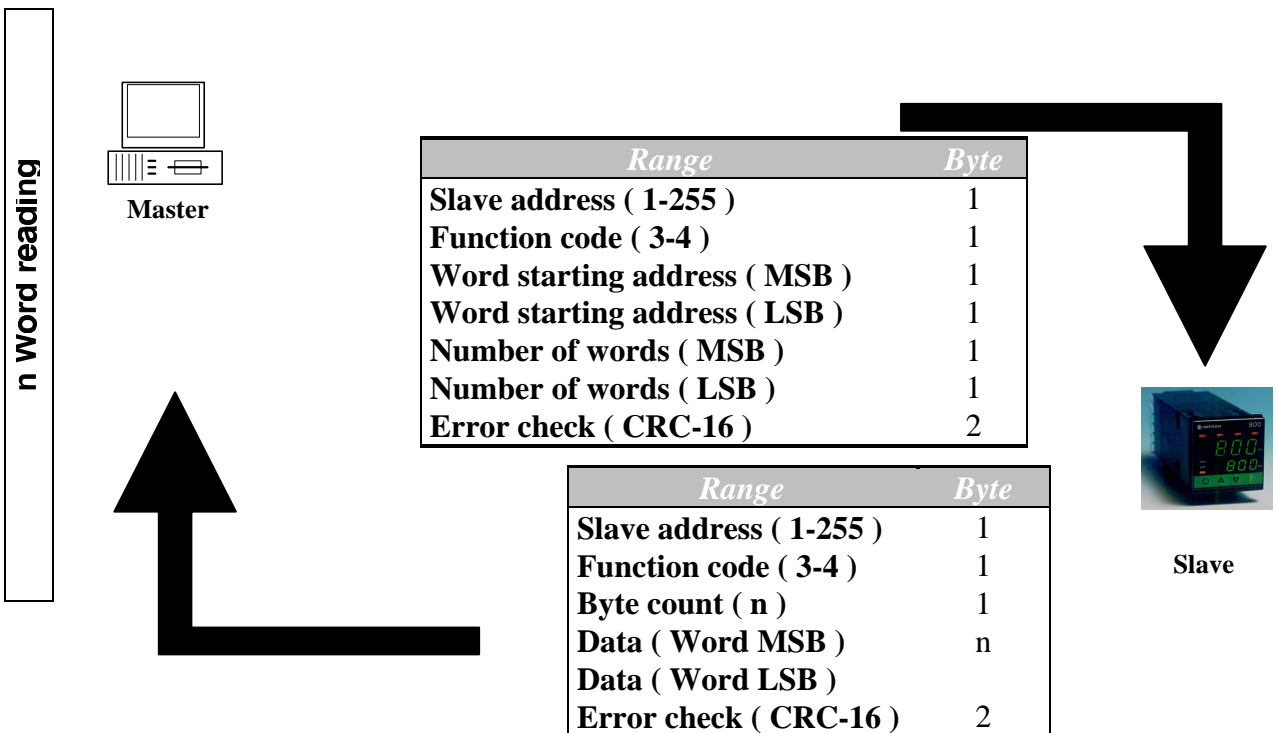 n Word reading
Master
Range Byte
Slave address ( 1-255 ) 1
Function code ( 3-4 ) 1
Word starting address ( MSB ) 1
Word starting address ( LSB ) 1
Number of words ( MSB ) 1
Number of words ( LSB ) 1
Error check ( CRC-16 ) 2
800
800
800
Slave
Range Byte
Slave address ( 1-255 ) 1
Function code ( 3-4 ) 1
Byte count ( n ) 1
Data ( Word MSB ) n
Data ( Word LSB )
Error check ( CRC-16 ) 2